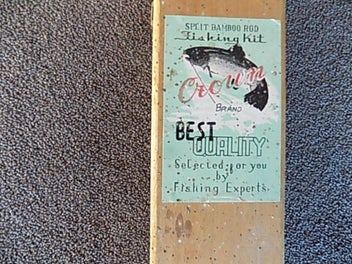 SPLIT BAMBOO ROD
Fishing Kit
Crown
BRAND
BEST
QUALITY
Selected for you
by
Fishing Experts.